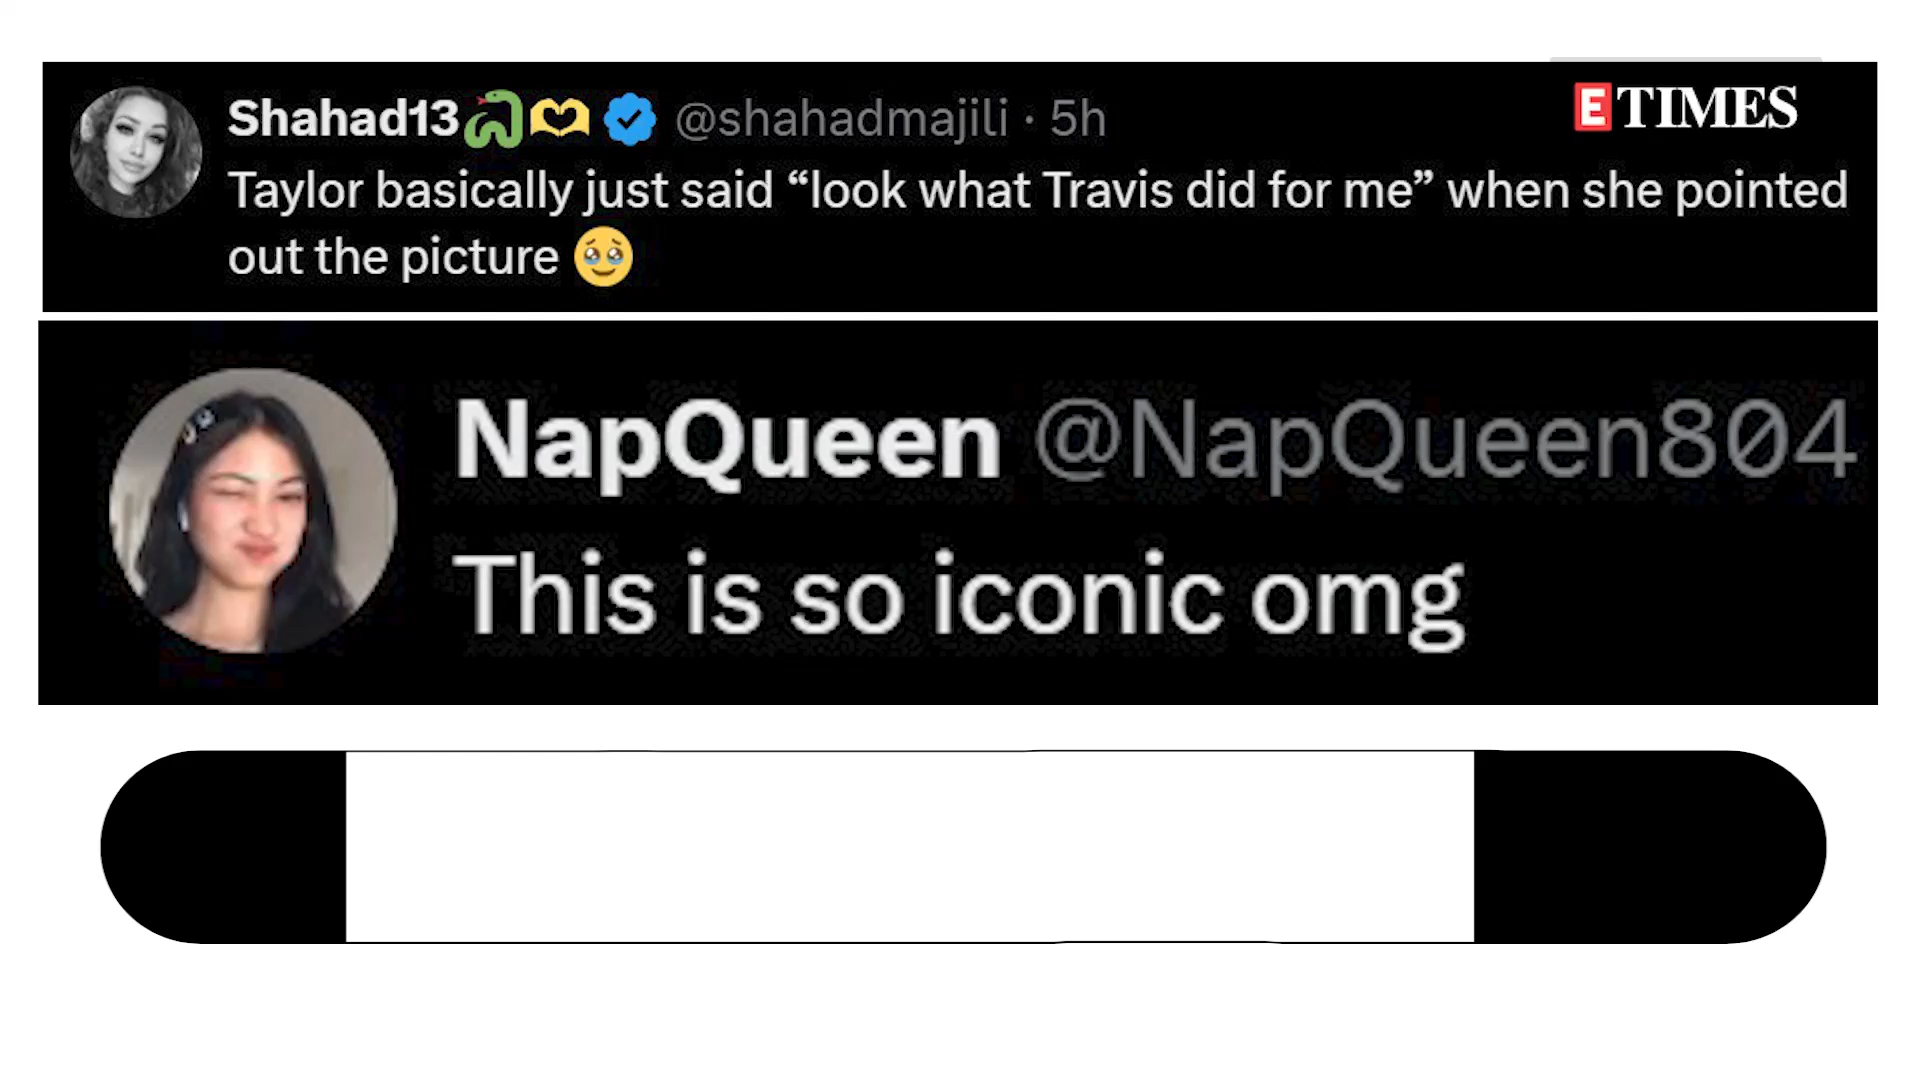 Shahad13🐍🫶 @shahadmajili · 5h
ETIMES
Taylor basically just said “look what Travis did for me” when she pointed
out the picture 🥹
NapQueen @NapQueen804
This is so iconic omg